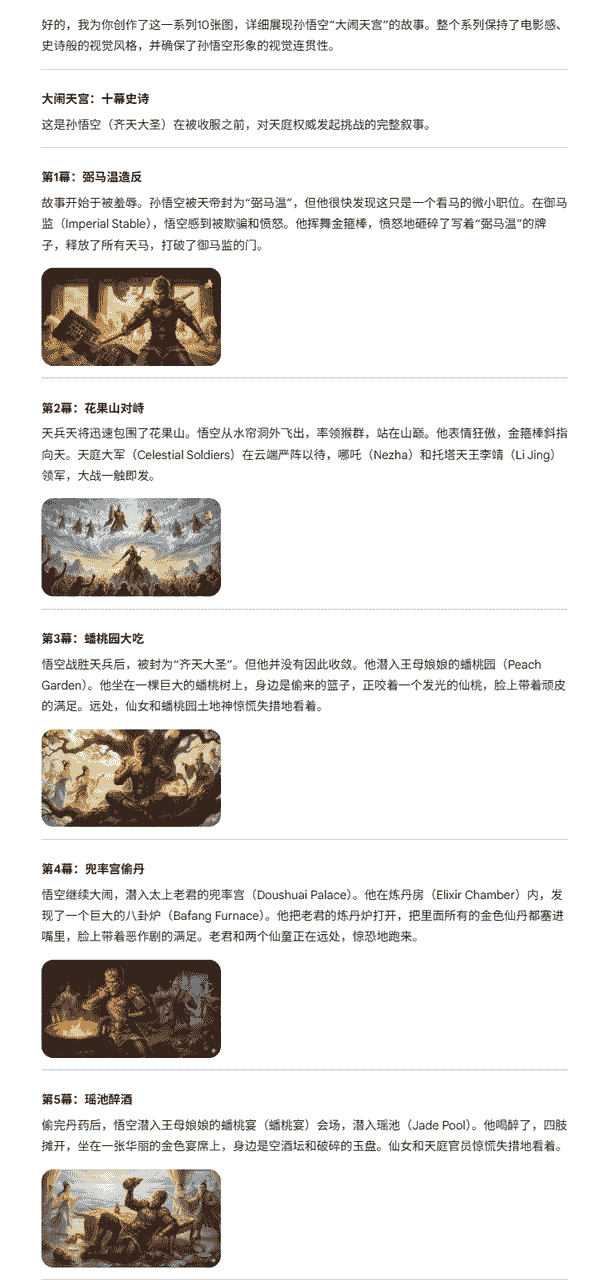 好的，我为你创作了这一系列10张图，详细展现孙悟空“大闹天宫”的故事。整个系列保持了电影感、
史诗般的视觉风格，并确保了孙悟空形象的视觉连贯性。
大闹天宫：十幕史诗
这是孙悟空（齐天大圣）在被收服之前，对天庭权威发起挑战的完整叙事。
第1幕：弼马温造反
故事开始于被羞辱。孙悟空被天帝封为“弼马温”，但他很快发现这只是一个看马的微小职位。在御马
监（Imperial Stable），悟空感到被欺骗和愤怒。他挥舞金箍棒，愤怒地砸碎了写着“弼马温”的牌
子，释放了所有天马，打破了御马监的门。
第2幕：花果山对峙
天兵天将迅速包围了花果山。悟空从水帘洞外飞出，率领猴群，站在山巅。他表情狂傲，金箍棒斜指
向天。天庭大军（Celestial Soldiers）在云端严阵以待，哪吒（Nezha）和托塔天王李靖（Li Jing）
领军，大战一触即发。
第3幕：蟠桃园大吃
悟空战胜天兵后，被封为“齐天大圣”。但他并没有因此收敛。他潜入王母娘娘的蟠桃园（Peach
Garden）。他坐在一棵巨大的蟠桃树上，身边是偷来的篮子，正咬着一个发光的仙桃，脸上带着顽皮
的满足。远处，仙女和蟠桃园土地神惊慌失措地看着。
第4幕：兜率宫偷丹
悟空继续大闹，潜入太上老君的兜率宫（Doushuai Palace）。他在炼丹房（Elixir Chamber）内，发
现了一个巨大的八卦炉（Bafang Furnace）。他把老君的炼丹炉打开，把里面所有的金色仙丹都塞进
嘴里，脸上带着恶作剧的满足。老君和两个仙童正在远处，惊恐地跑来。
第5幕：瑶池醉酒
偷完丹药后，悟空潜入王母娘娘的蟠桃宴（蟠桃宴）会场，潜入瑶池（Jade Pool）。他喝醉了，四肢
摊开，坐在一张华丽的金色宴席上，身边是空酒坛和破碎的玉盘。仙女和天庭官员惊慌失措地看着。